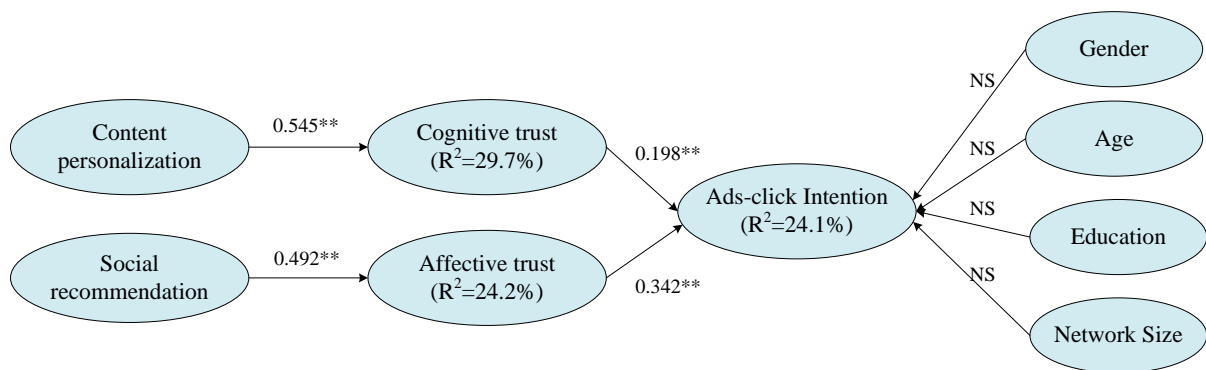 Content
personalization
0.545**
Cognitive trust
(R²=29.7%)
0.198**
Social
recommendation
0.492**
Affective trust
(R²=24.2%)
0.342**
Ads-click Intention
(R²=24.1%)
NS
Gender
NS
Age
NS
Education
NS
Network Size